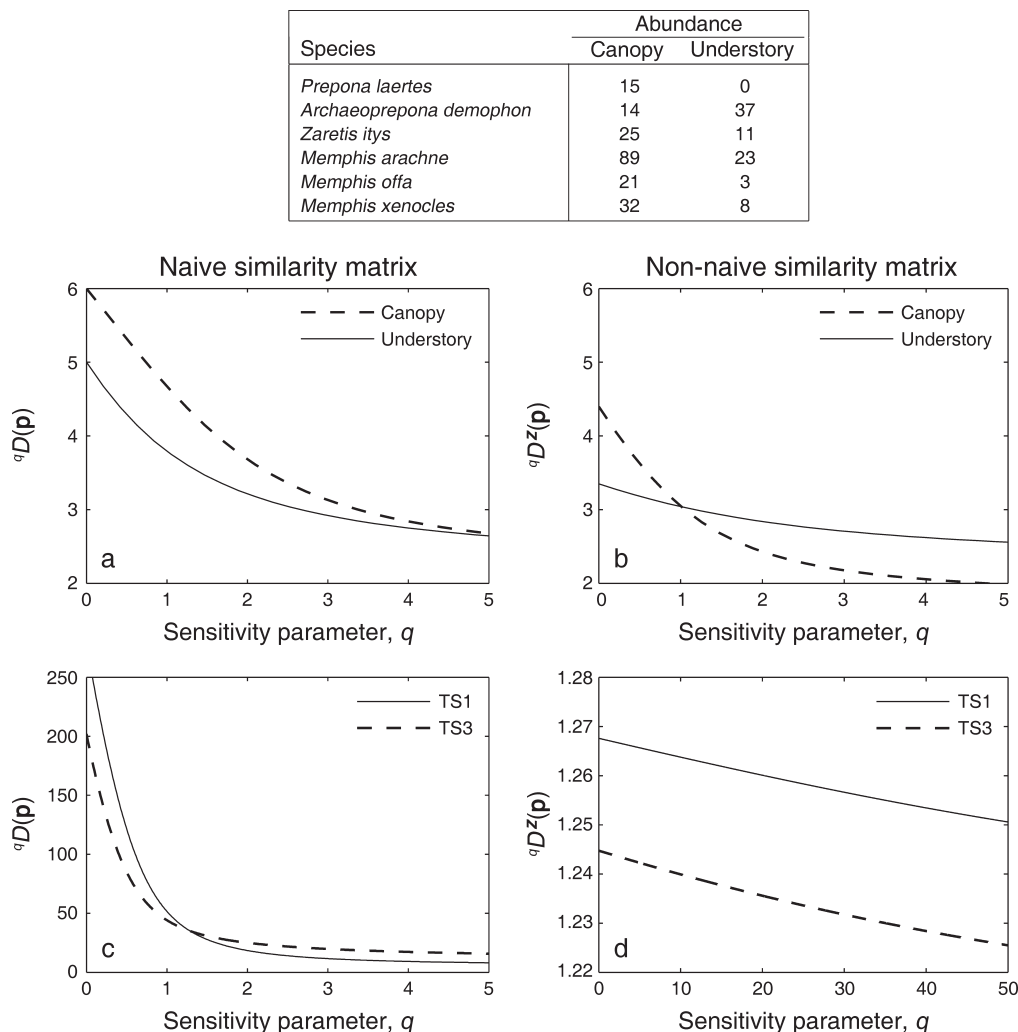 Abundance
Species Canopy Understory
Prepona laertes 15 0
Archaeoprepona demophon 14 37
Zaretis itys 25 11
Memphis arachne 89 23
Memphis offa 21 3
Memphis xenocles 32 8
Naive similarity matrix
6
5
4
3
2
Canopy
Understory
qD(p)
a
0 1 2 3 4 5
Sensitivity parameter, q
Non-naive similarity matrix
6
5
4
3
2
Canopy
Understory
qDZ(p)
b
0 1 2 3 4 5
Sensitivity parameter, q
250
200
150
100
50
0
TS1
TS3
qD(p)
c
0 1 2 3 4 5
Sensitivity parameter, q
1.28
1.27
1.26
1.25
1.24
1.23
1.22
TS1
TS3
qDZ(p)
d
0 10 20 30 40 50
Sensitivity parameter, q